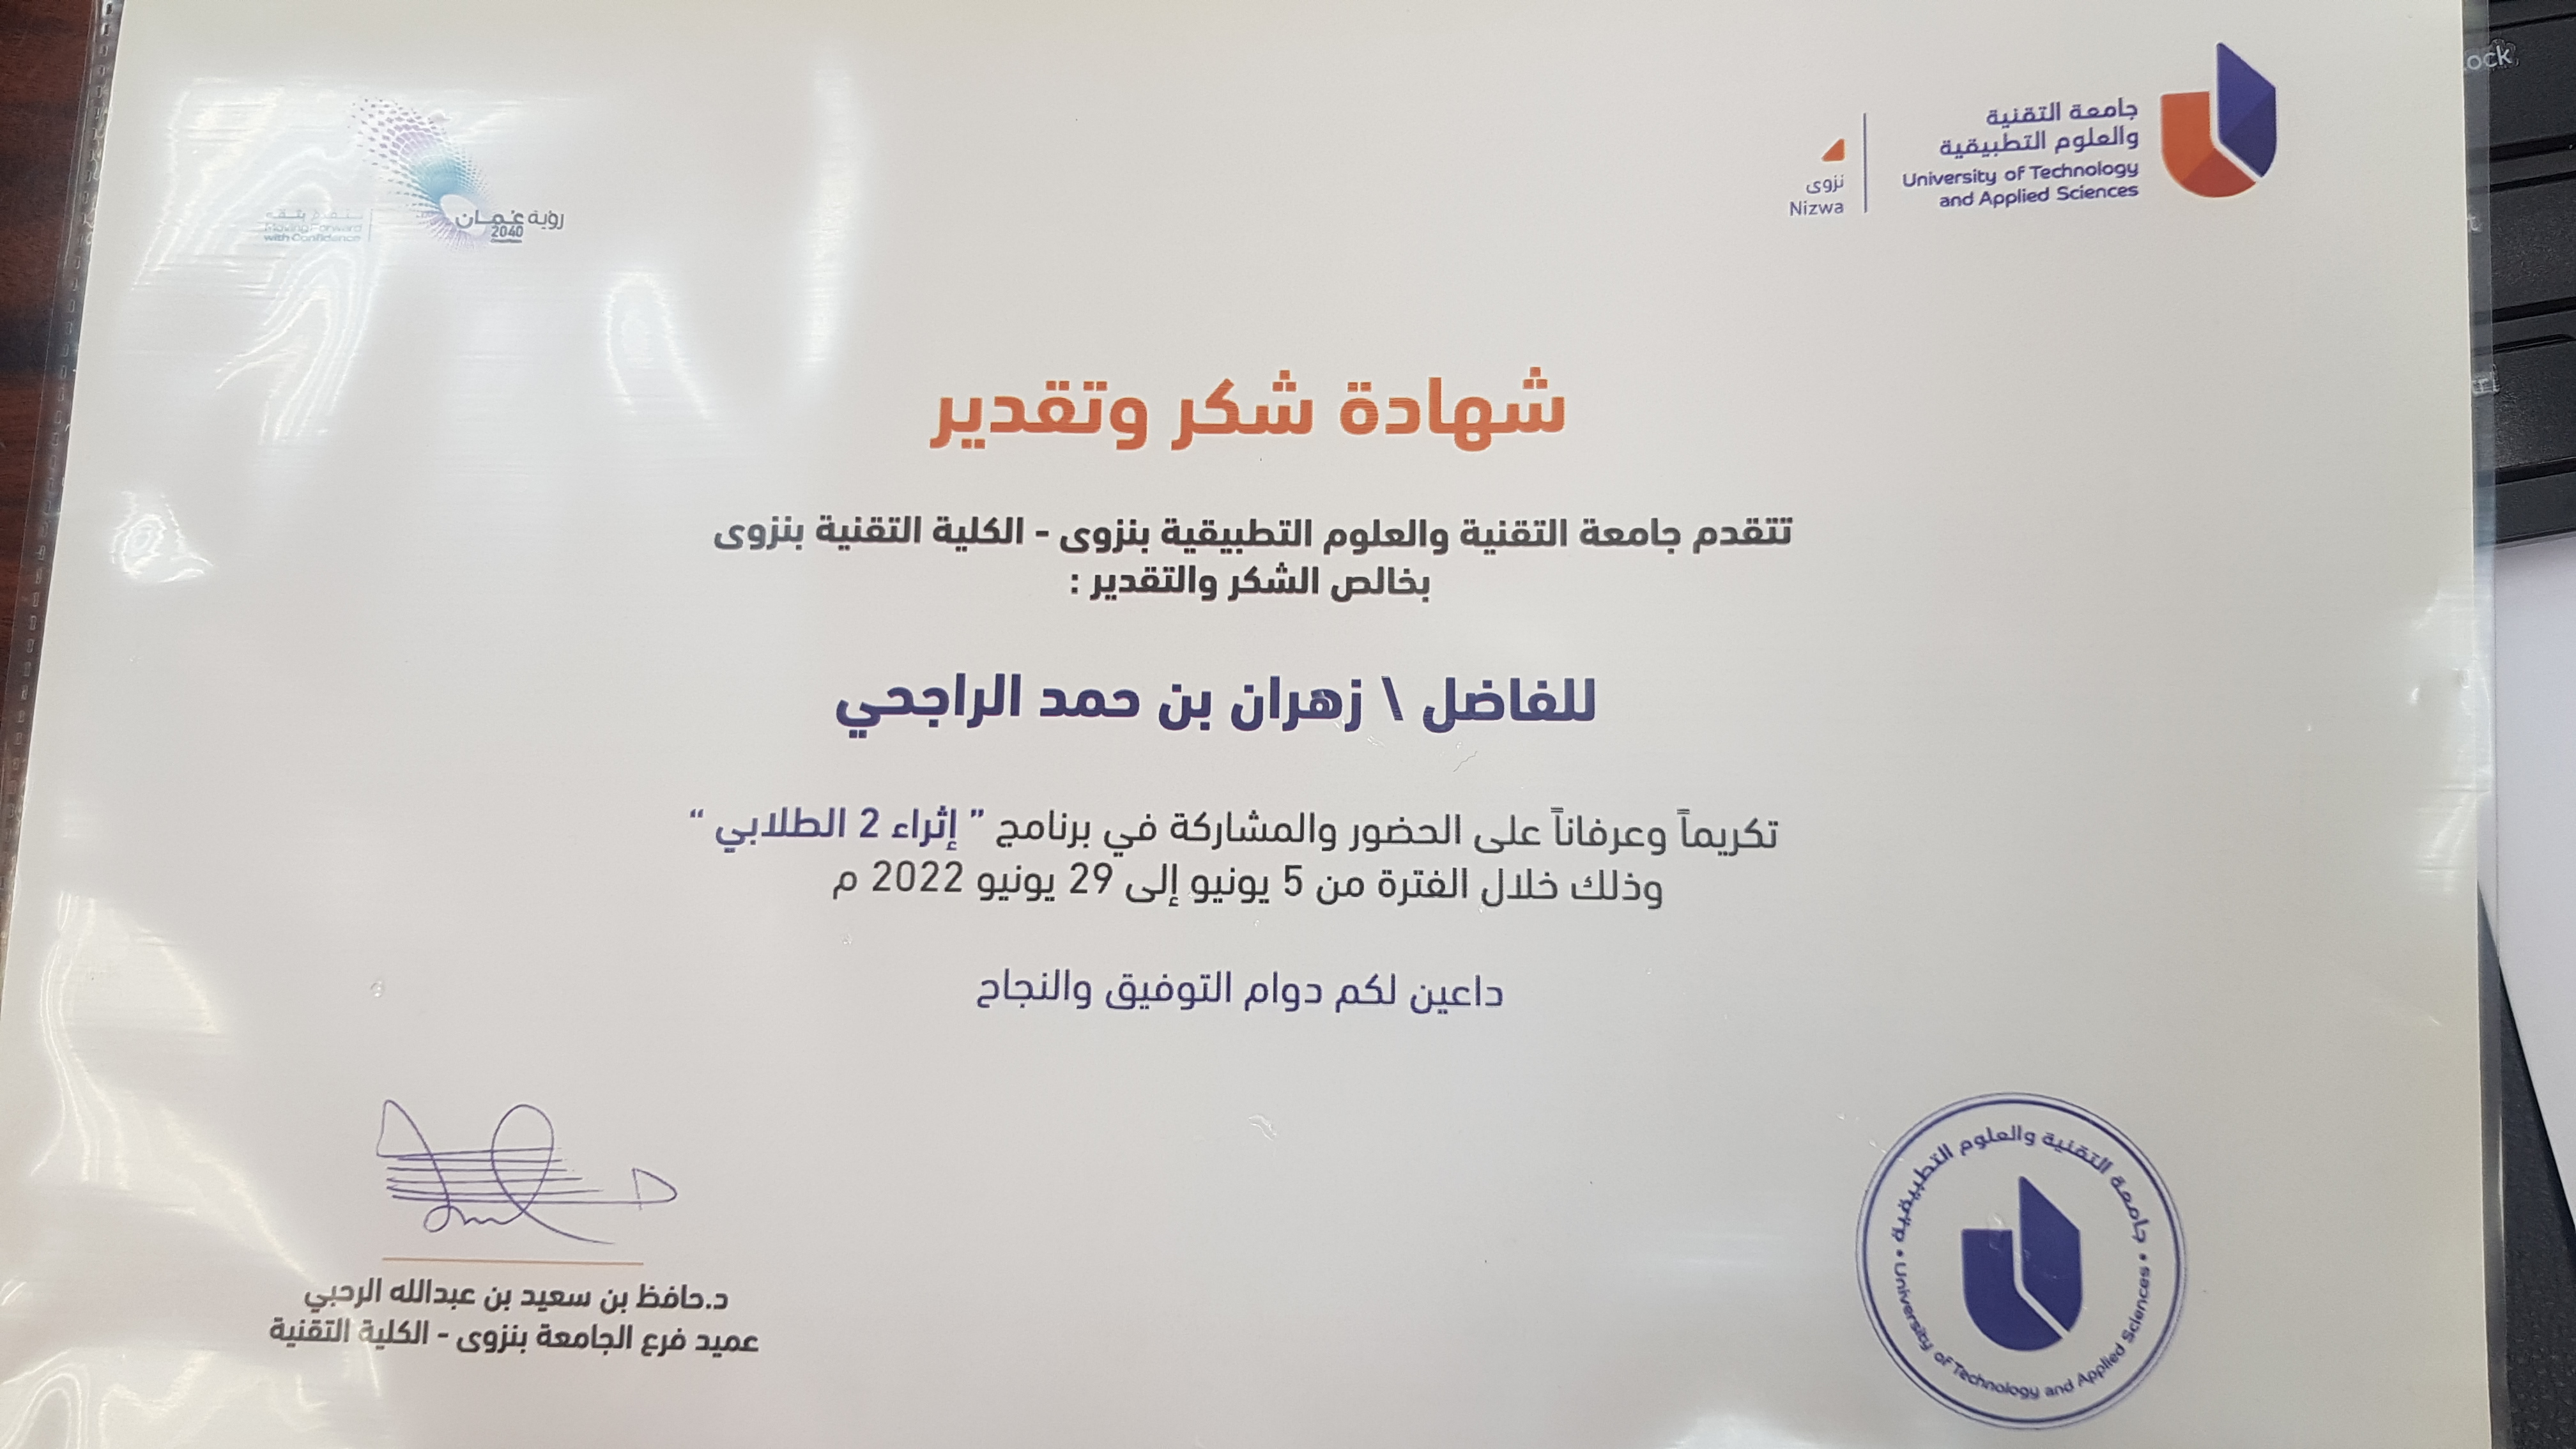 جامعة التقنية
والعلوم التطبيقية
University of Technology
and Applied Sciences
نزوى
Nizwa
رؤية عُمان
2040
نتقدم بثقة
Moving Forward
with Confidence
شهادة شكر وتقدير
تتقدم جامعة التقنية والعلوم التطبيقية بنزوى - الكلية التقنية بنزوى
بخالص الشكر والتقدير :
للفاضل \ زهران بن حمد الراجحي
تكريماً وعرفاناً على الحضور والمشاركة في برنامج " إثراء 2 الطلابي "
وذلك خلال الفترة من 5 يونيو إلى 29 يونيو 2022 م
داعين لكم دوام التوفيق والنجاح
د.حافظ بن سعيد بن عبدالله الرحبي
عميد فرع الجامعة بنزوى - الكلية التقنية
جامعة التقنية والعلوم التطبيقية • University of Technology and Applied Sciences •
ock